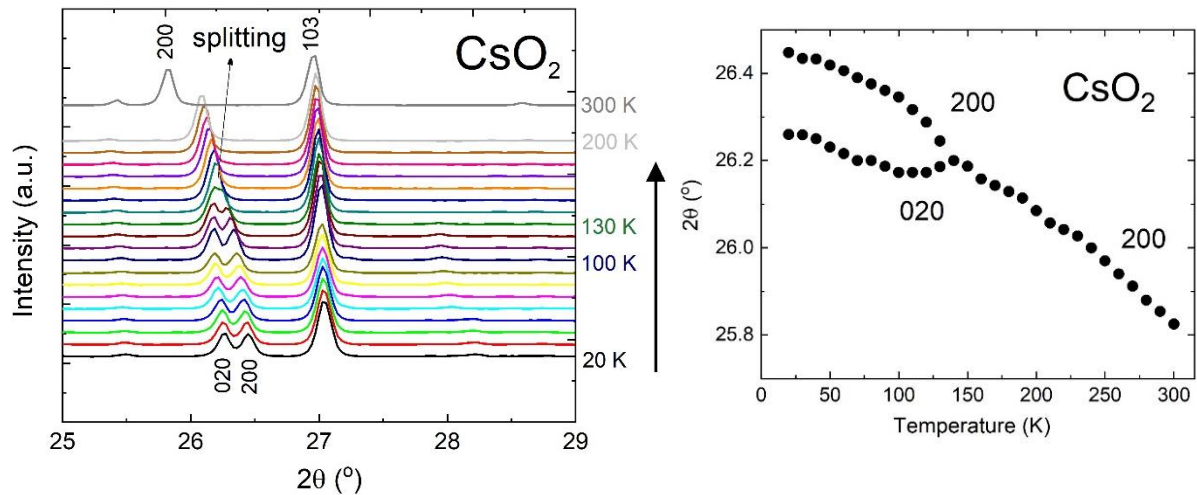 200
splitting
103
CsO₂
300 K
200 K
130 K
100 K
20 K
020
200
Intensity (a.u.)
25
26
27
28
29
2θ (°)
CsO₂
200
020
200
26.4
26.2
26.0
25.8
2θ (°)
0
50
100
150
200
250
300
Temperature (K)